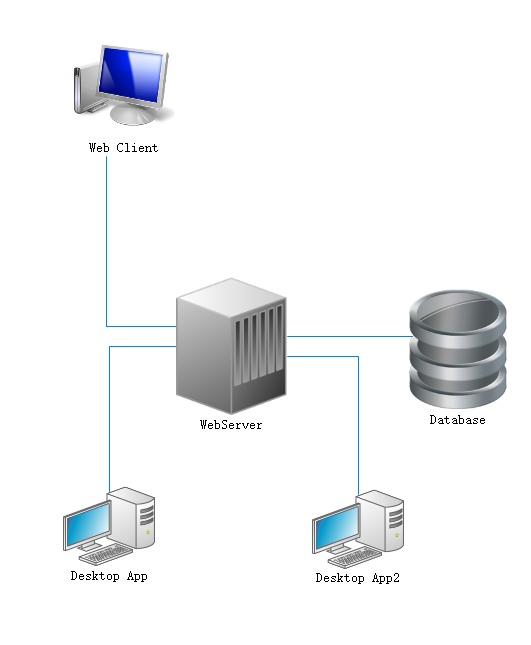 Web Client
WebServer
Database
Desktop App
Desktop App2